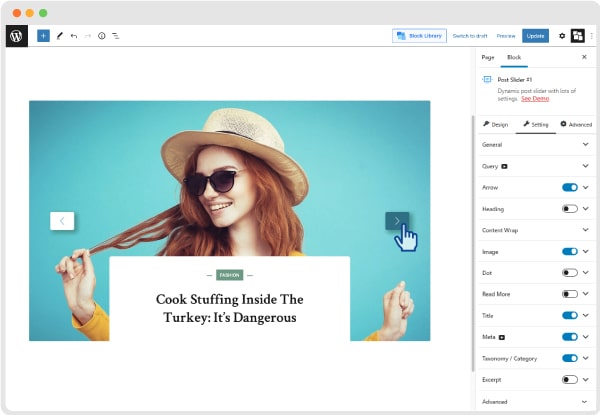 Block Library
Switch to draft
Preview
Update
Page
Block
Post Slider #1
Dynamic post slider with lots of
settings. See Demo
Design
Setting
Advanced
General
Query
Arrow
Heading
Content Wrap
Image
Dot
Read More
Title
Meta
Taxonomy / Category
Excerpt
Advanced
FASHION
Cook Stuffing Inside The
Turkey: It's Dangerous